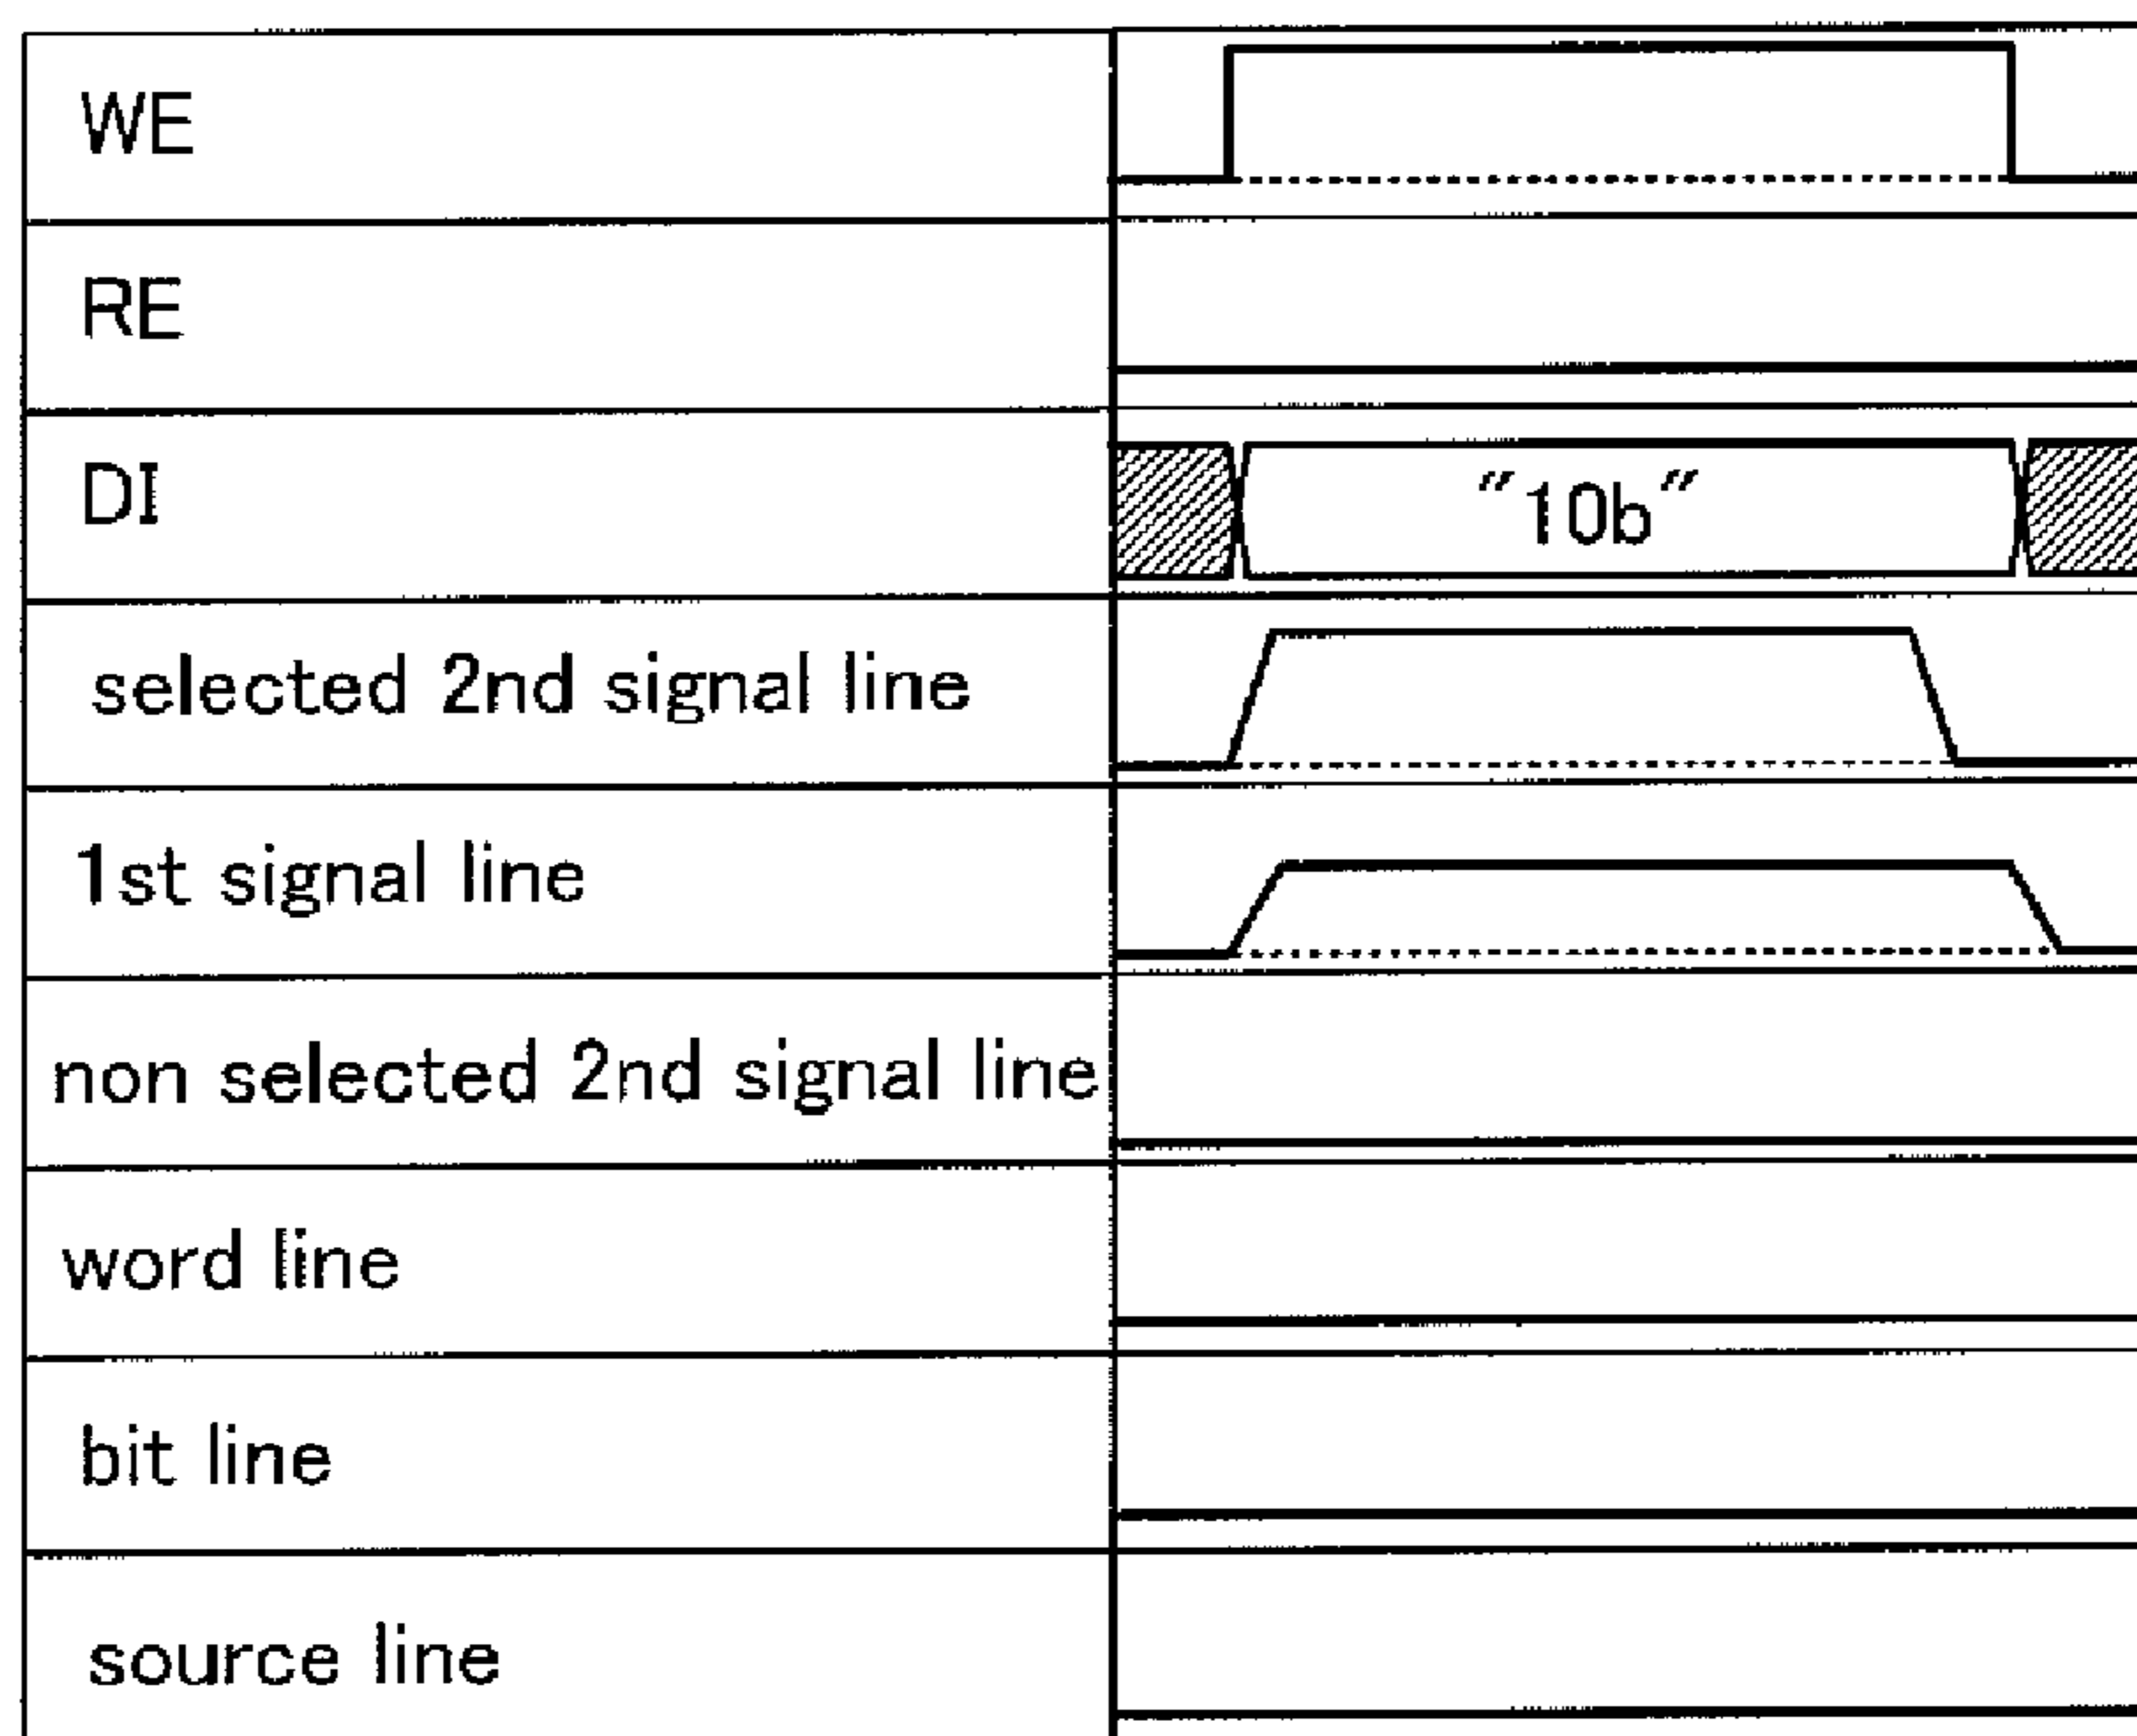 WE
RE
DI
"10b"
selected 2nd signal line
1st signal line
non selected 2nd signal line
word line
bit line
source line